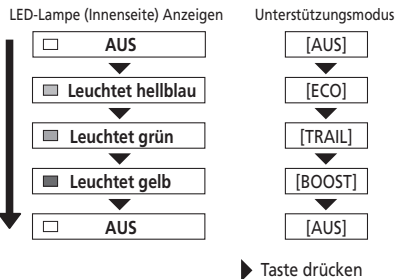 LED-Lampe (Innenseite) Anzeigen Unterstützungsmodus
AUS [AUS]
Leuchtet hellblau [ECO]
Leuchtet grün [TRAIL]
Leuchtet gelb [BOOST]
AUS [AUS]
Taste drücken